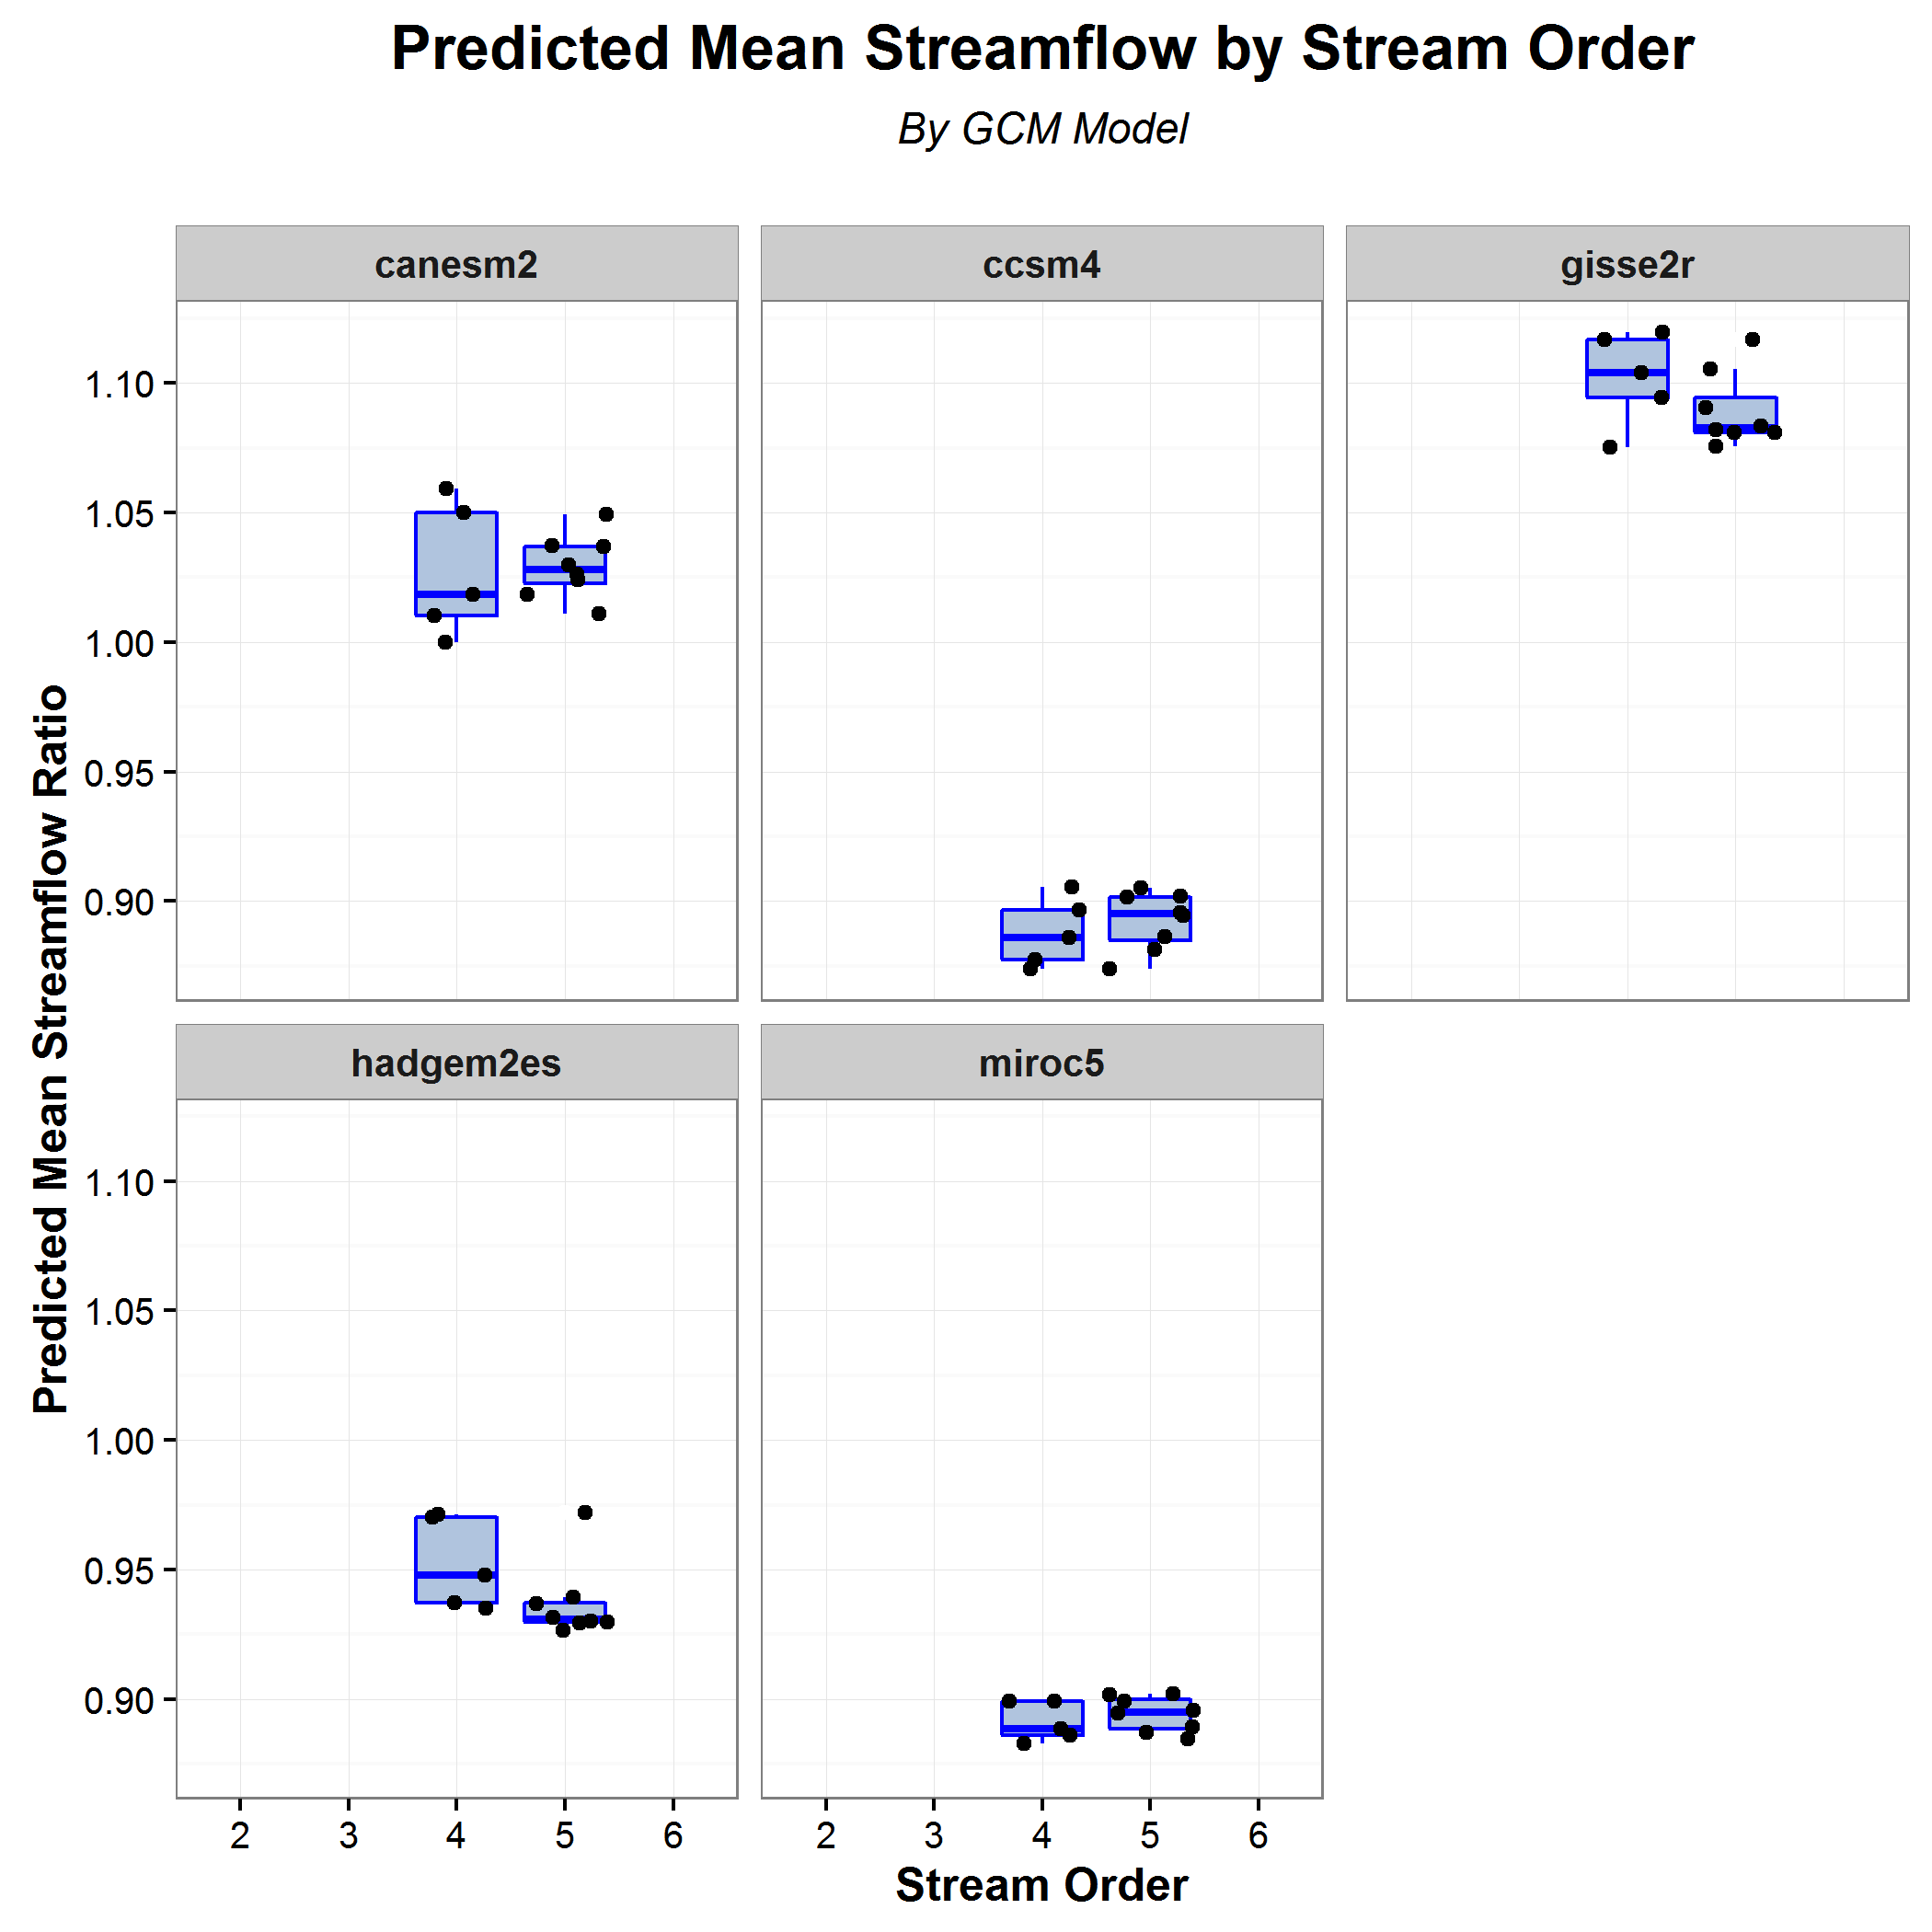 Predicted Mean Streamflow by Stream Order
By GCM Model
canesm2
ccsm4
gisse2r
1.10
1.05
1.00
0.95
0.90
Predicted Mean Streamflow Ratio
hadgem2es
miroc5
1.10
1.05
1.00
0.95
0.90
2 3 4 5 6
2 3 4 5 6
Stream Order